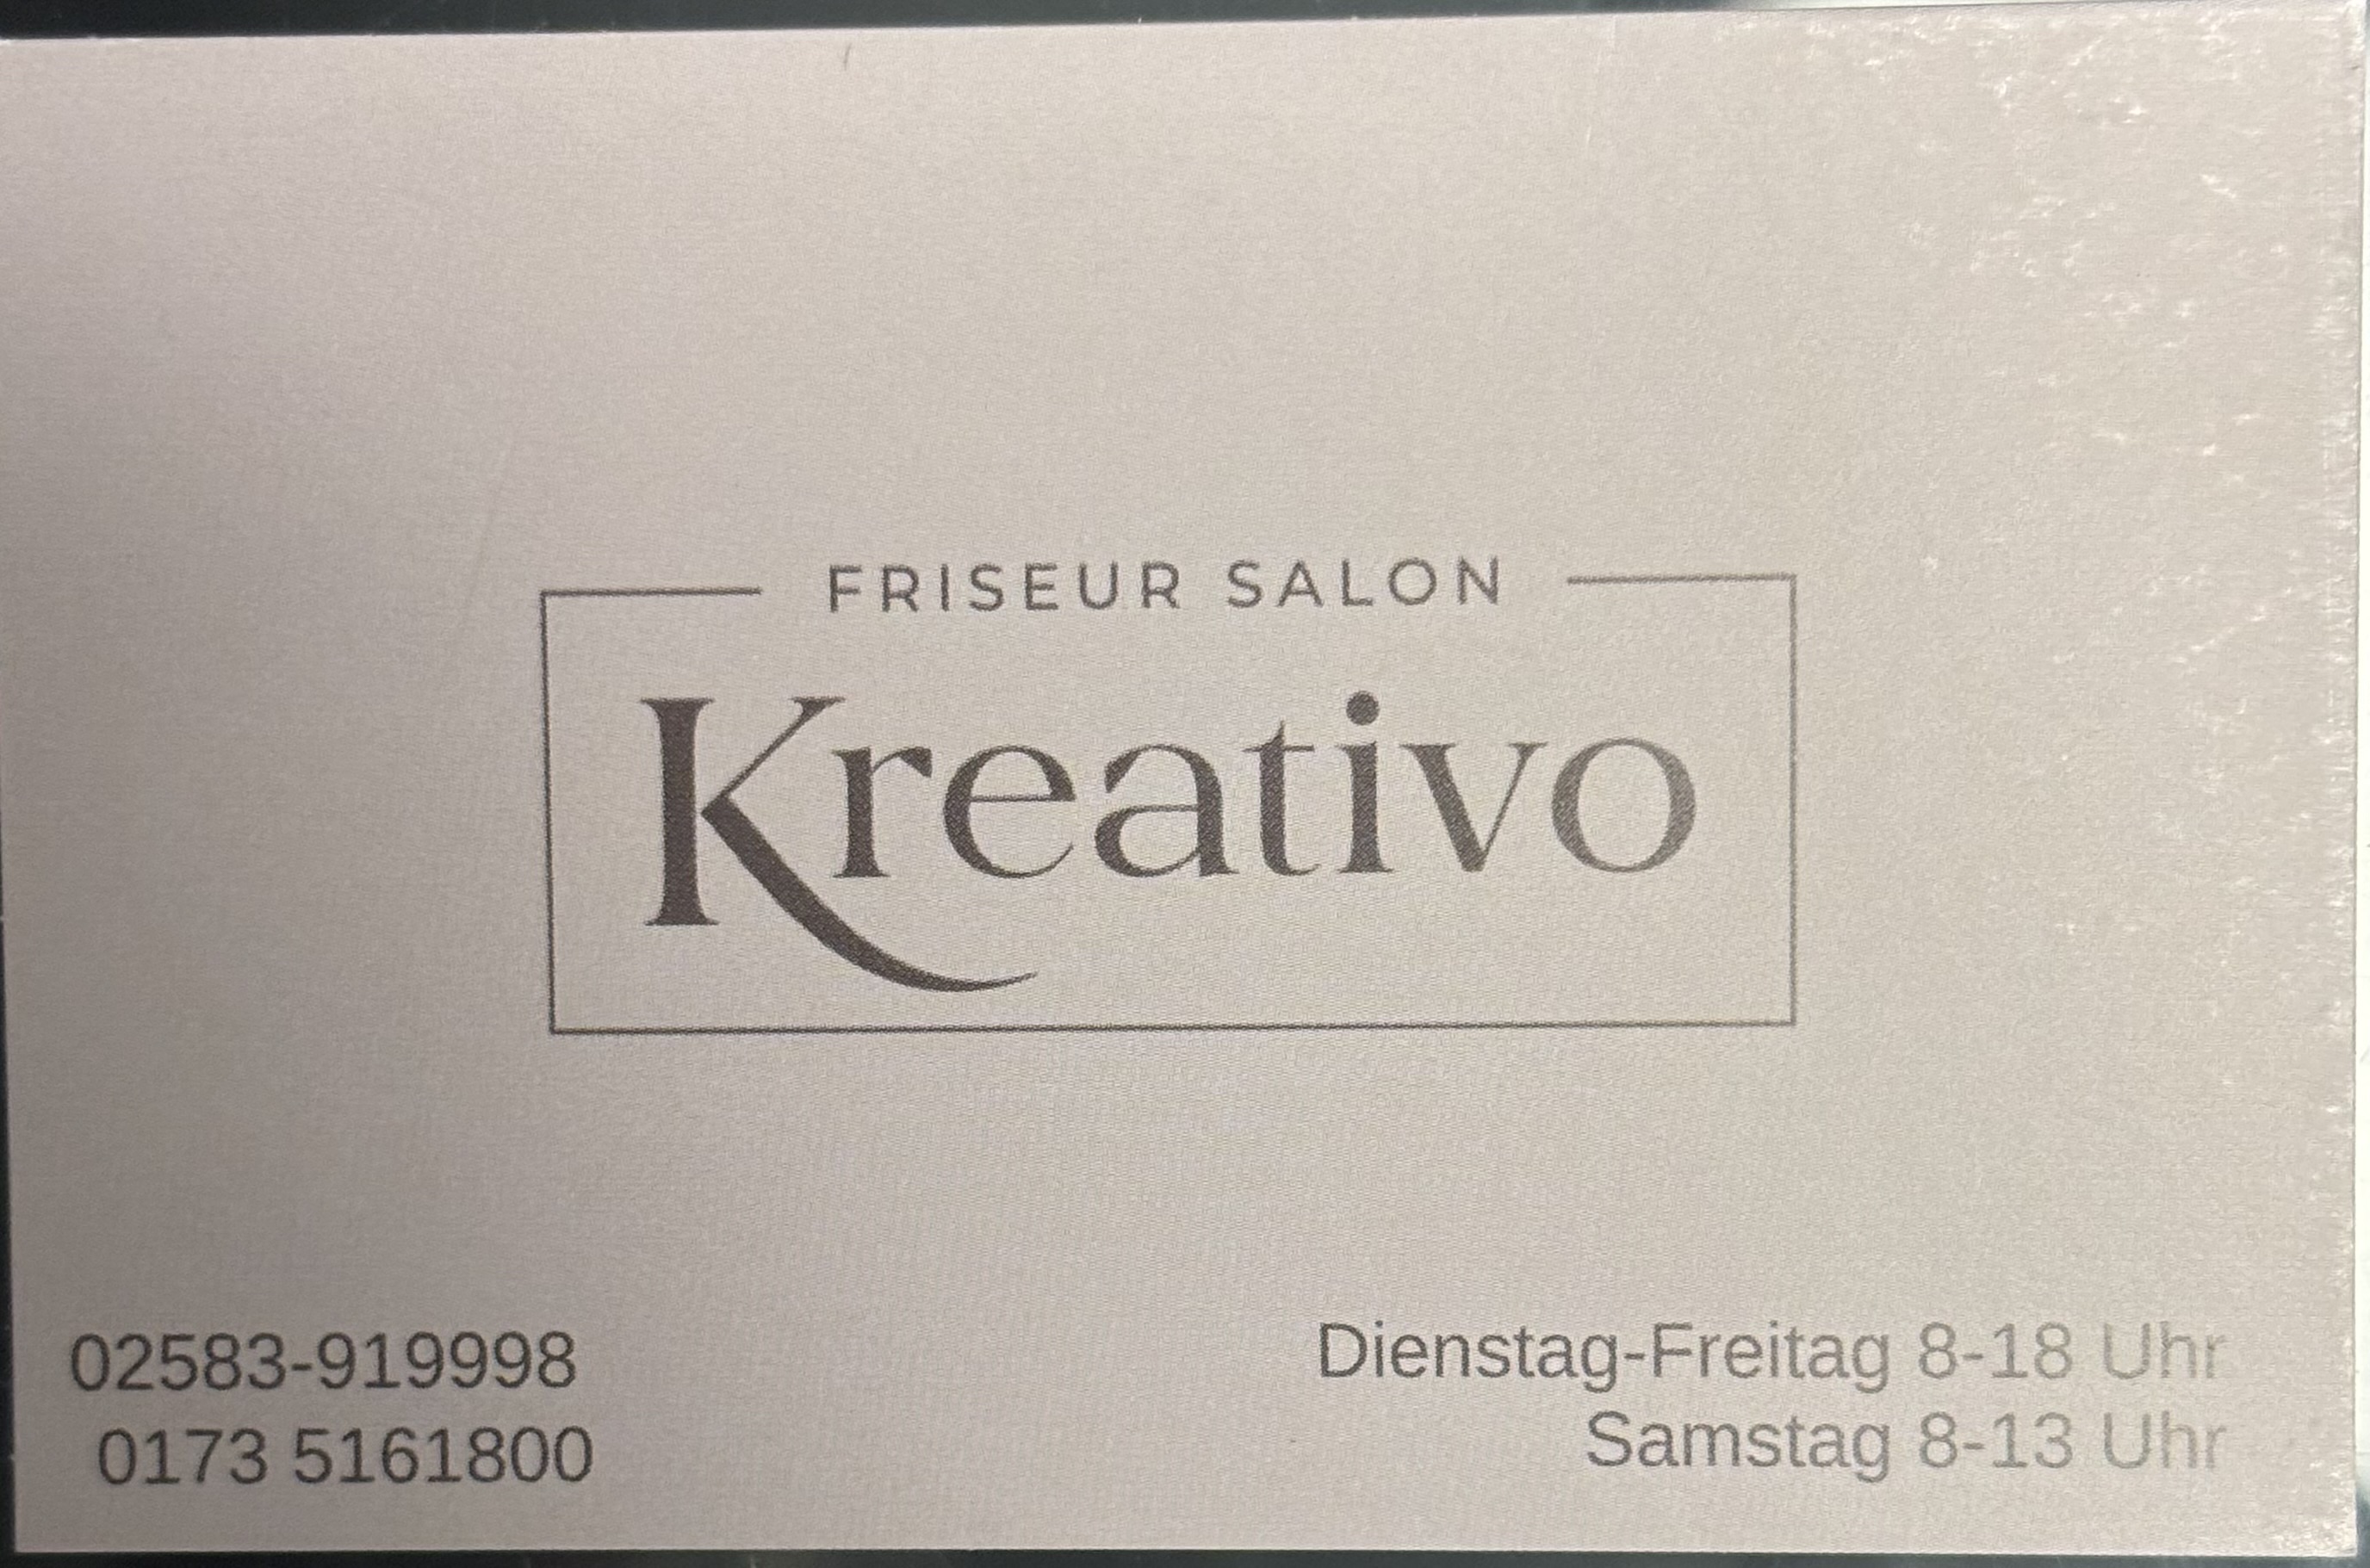 FRISEUR SALON
Kreativo
02583-919998
0173 5161800
Dienstag-Freitag 8-18 Uhr
Samstag 8-13 Uhr